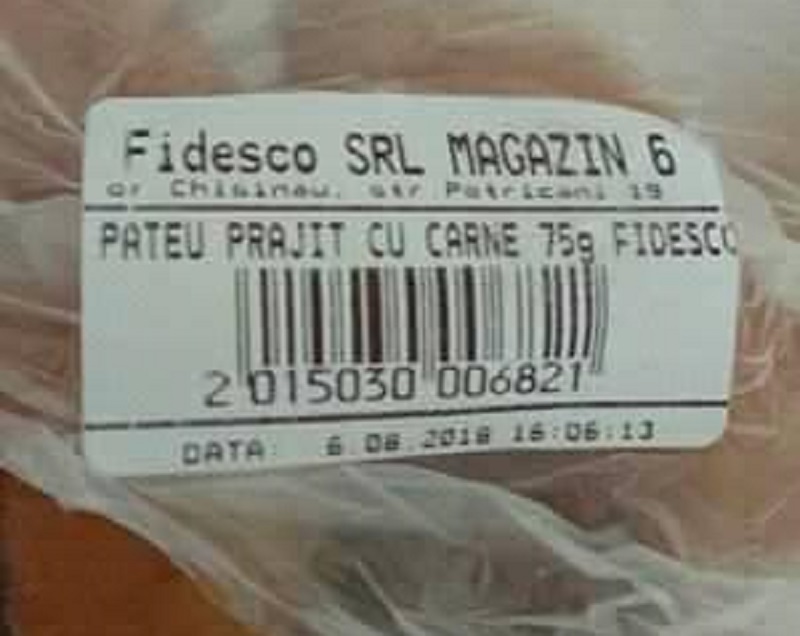 Fidesco SRL MAGAZIN 6
or Chisinau, str Petricani 19
PATEU PRAJIT CU CARNE 75g FIDESCO
2 015030 006821
DATA: 6.08.2018 16:06:13